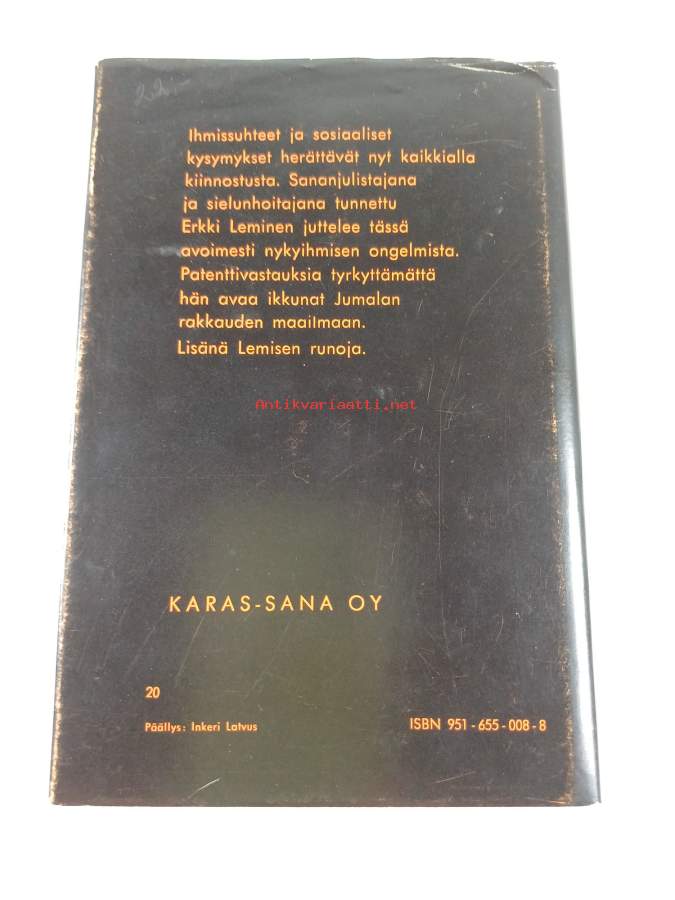 Ihmissuhteet ja sosiaaliset
kysymykset herättävät nyt kaikkialla
kiinnostusta. Sananjulistajana
ja sielunhoitajana tunnettu
Erkki Leminen juttelee tässä
avoimesti nykyihmisen ongelmista.
Patenttivastauksia tyrkyttämättä
hän avaa ikkunat Jumalan
rakkauden maailmaan.
Lisänä Lemisen runoja.
Antikvariaatti.net
KARAS-SANA OY
20
Päällys: Inkeri Latvus
ISBN 951-655-008-8